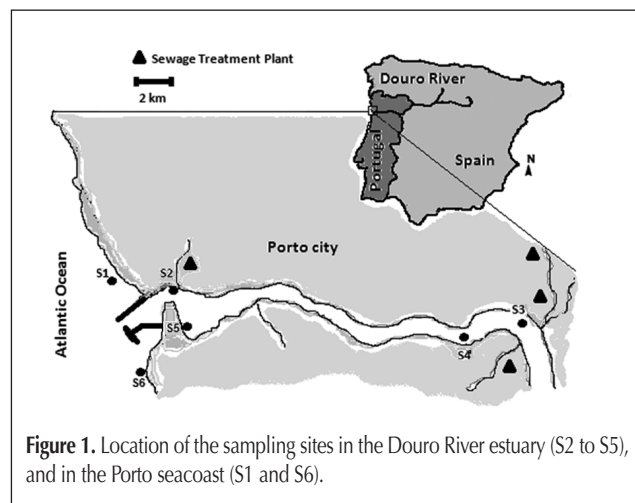 Sewage Treatment Plant
2 km
Douro River
Portugal
Spain
N
Porto city
Atlantic Ocean
S1
S2
S3
S4
S5
S6
Figure 1. Location of the sampling sites in the Douro River estuary (S2 to S5),
and in the Porto seacoast (S1 and S6).